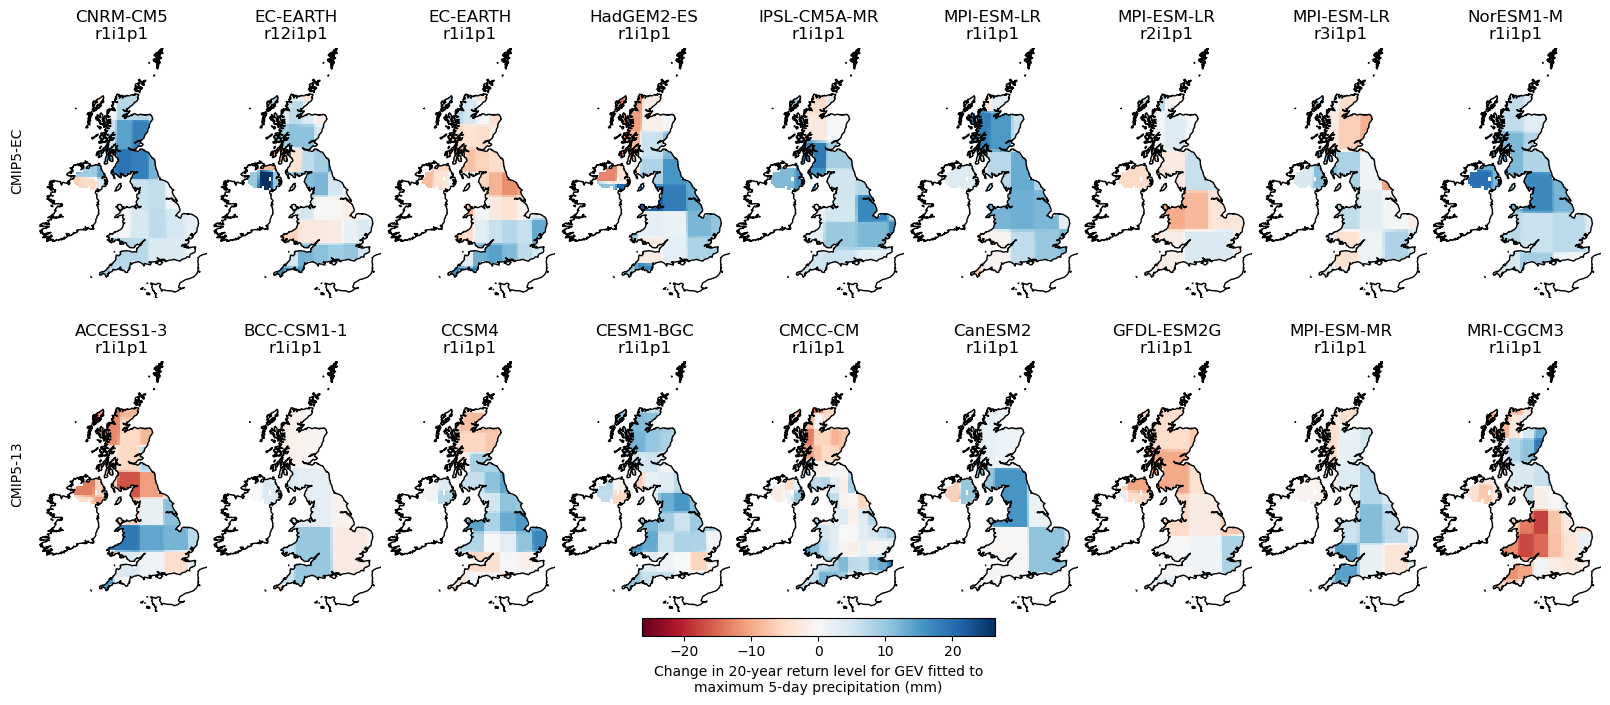 CNRM-CM5 EC-EARTH EC-EARTH HadGEM2-ES IPSL-CM5A-MR MPI-ESM-LR MPI-ESM-LR MPI-ESM-LR NorESM1-M
r1i1p1 r12i1p1 r1i1p1 r1i1p1 r1i1p1 r1i1p1 r2i1p1 r3i1p1 r1i1p1
CMIP5-EC
ACCESS1-3 BCC-CSM1-1 CCSM4 CESM1-BGC CMCC-CM CanESM2 GFDL-ESM2G MPI-ESM-MR MRI-CGCM3
r1i1p1 r1i1p1 r1i1p1 r1i1p1 r1i1p1 r1i1p1 r1i1p1 r1i1p1 r1i1p1
CMIP5-13
−20 −10 0 10 20
Change in 20-year return level for GEV fitted to
maximum 5-day precipitation (mm)